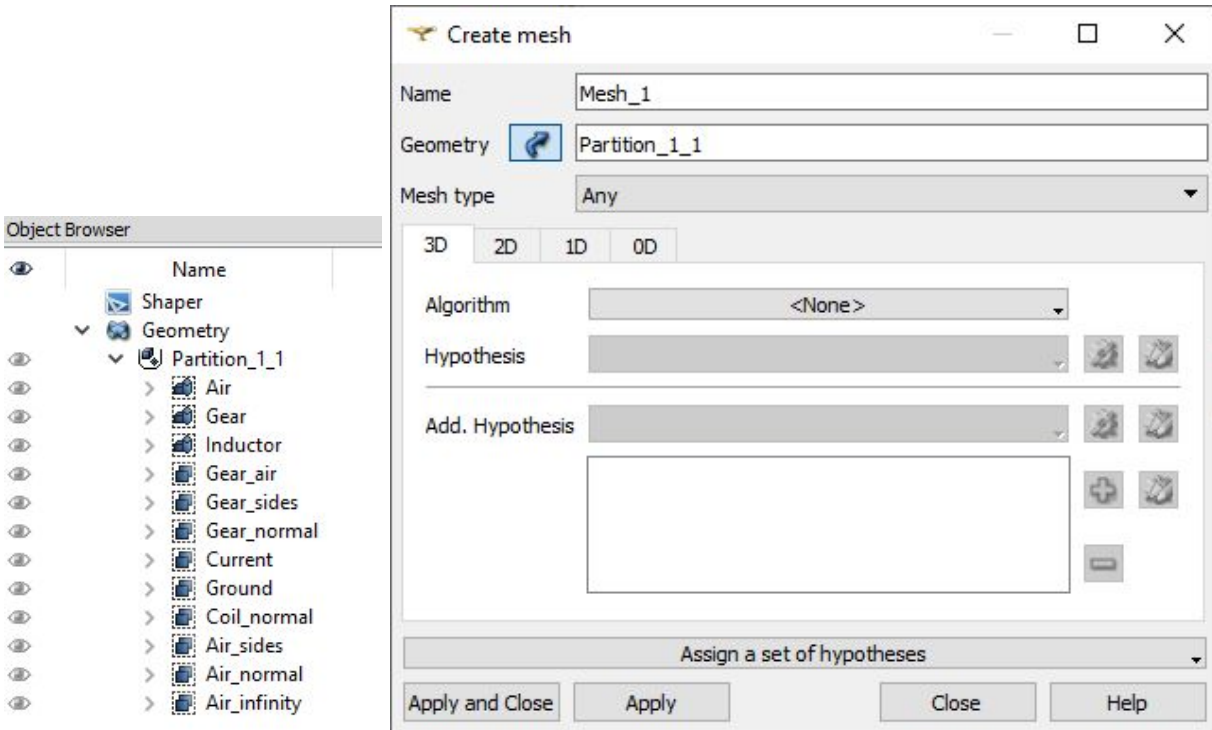 Object Browser
Name
Shaper
Geometry
Partition_1_1
Air
Gear
Inductor
Gear_air
Gear_sides
Gear_normal
Current
Ground
Coil_normal
Air_sides
Air_normal
Air_infinity
Create mesh
Name Mesh_1
Geometry Partition_1_1
Mesh type Any
3D 2D 1D 0D
Algorithm <None>
Hypothesis
Add. Hypothesis
Assign a set of hypotheses
Apply and Close Apply Close Help